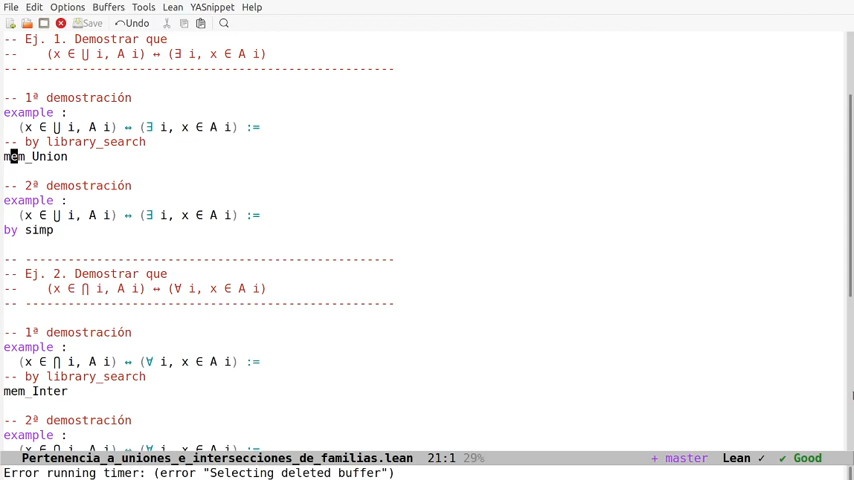 File Edit Options Buffers Tools Lean YASnippet Help
Save Undo
-- Ej. 1. Demostrar que
--    (x ∈ ⋃ i, A i) ↔ (∃ i, x ∈ A i)
-- ----------------------------------------------------
-- 1ª demostración
example :
  (x ∈ ⋃ i, A i) ↔ (∃ i, x ∈ A i) :=
-- by library_search
mem_Union
-- 2ª demostración
example :
  (x ∈ ⋃ i, A i) ↔ (∃ i, x ∈ A i) :=
by simp
-- ----------------------------------------------------
-- Ej. 2. Demostrar que
--    (x ∈ ⋂ i, A i) ↔ (∀ i, x ∈ A i)
-- ----------------------------------------------------
-- 1ª demostración
example :
  (x ∈ ⋂ i, A i) ↔ (∀ i, x ∈ A i) :=
-- by library_search
mem_Inter
-- 2ª demostración
example :
  (x ∈ ⋂ i, A i) ↔ (∀ i, x ∈ A i) :=
Pertenencia_a_uniones_e_intersecciones_de_familias.lean 21:1 29% + master Lean ✓ ✔ Good
Error running timer: (error "Selecting deleted buffer")